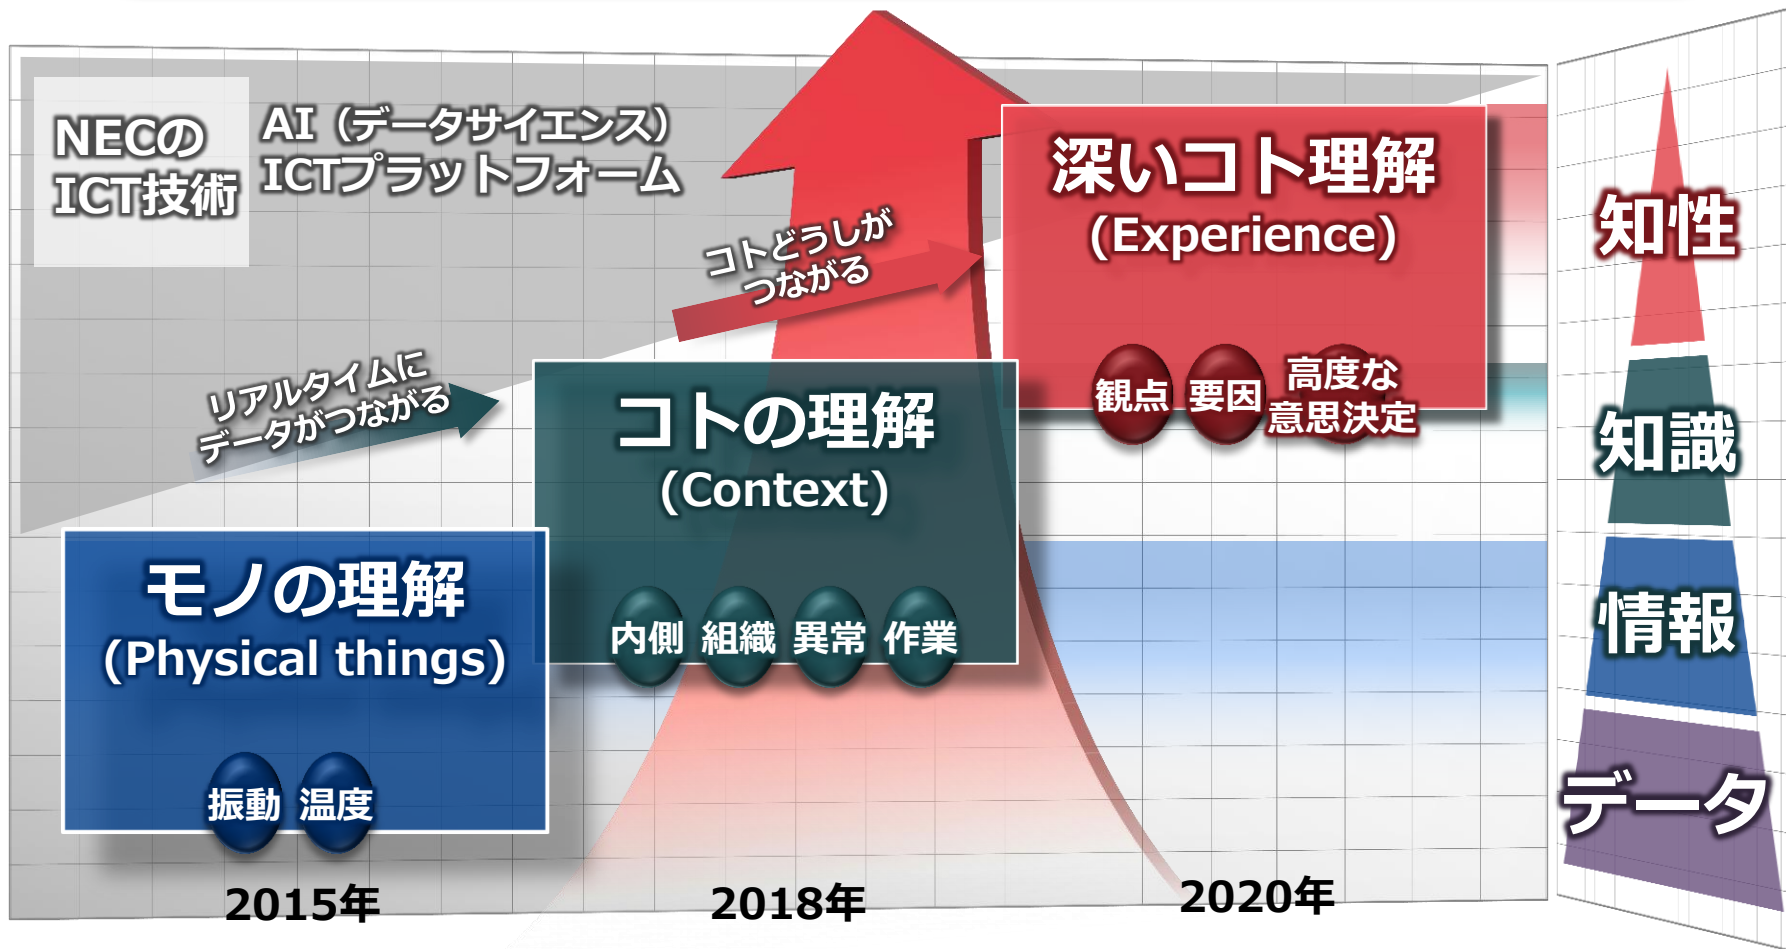 NECの
ICT技術
AI（データサイエンス）
ICTプラットフォーム
リアルタイムに
データがつながる
コトどうしが
つながる
モノの理解
(Physical things)
振動 温度
コトの理解
(Context)
内側 組織 異常 作業
深いコト理解
(Experience)
観点 要因 高度な
意思決定
2015年
2018年
2020年
知性
知識
情報
データ